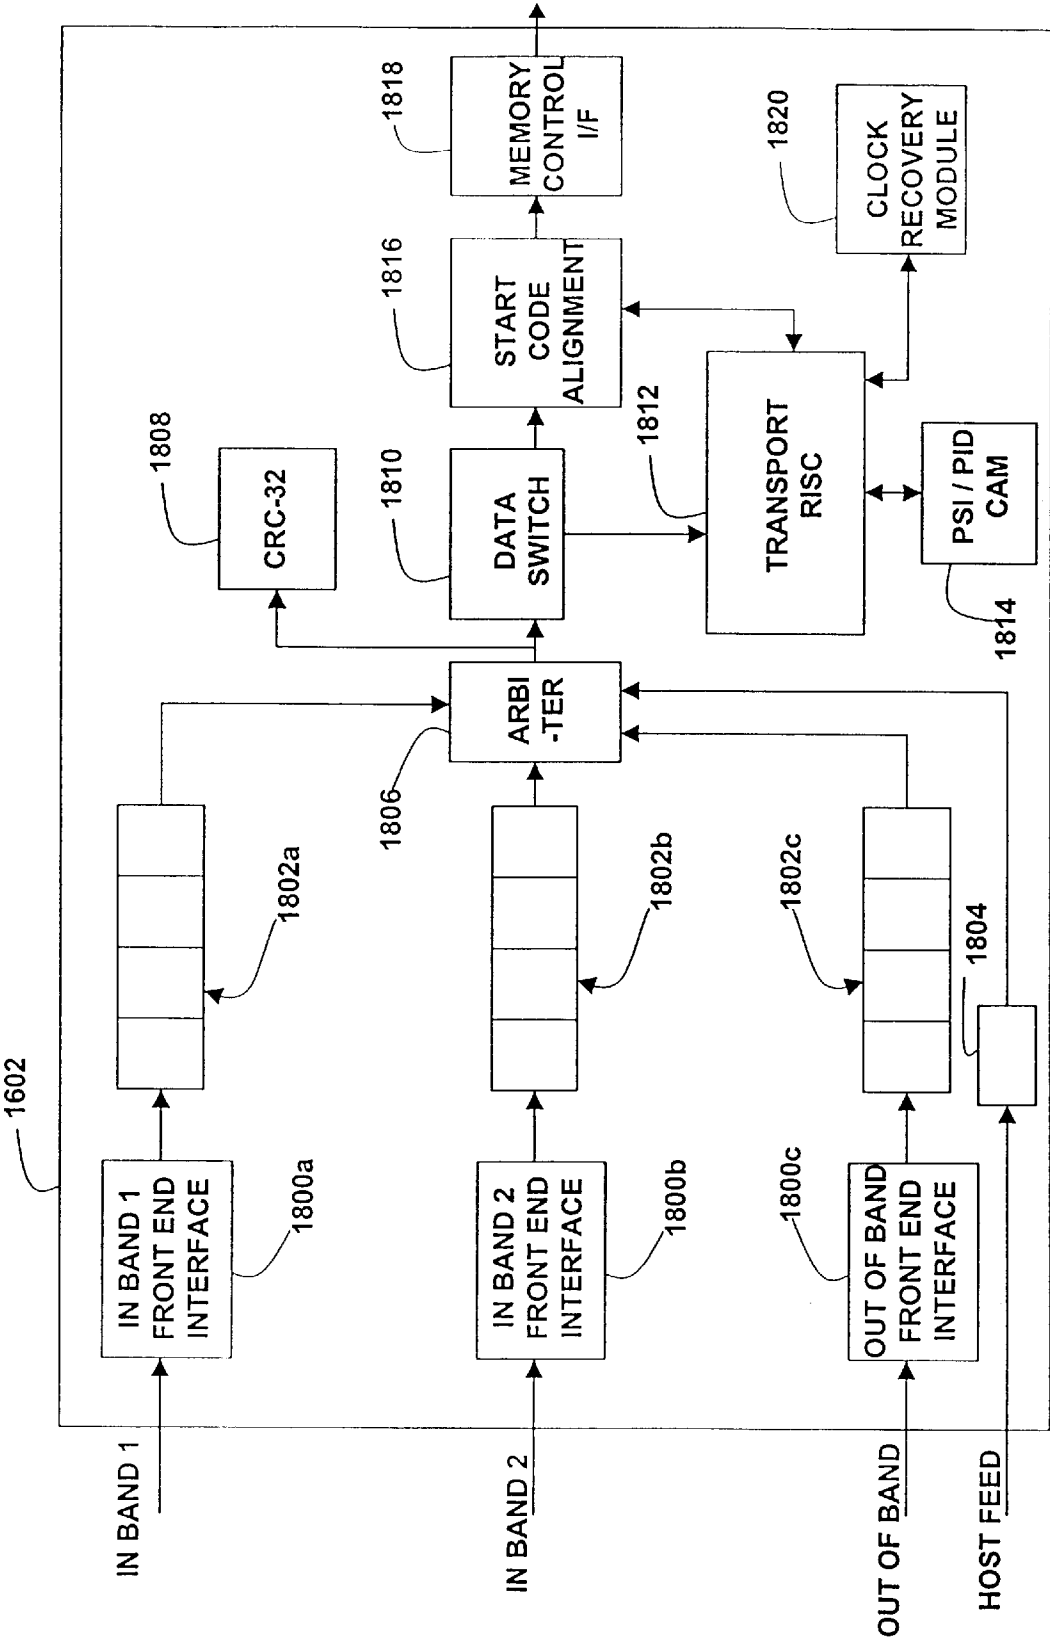 1602
IN BAND 1
IN BAND 1
FRONT END
INTERFACE
1800a
1802a
1808
CRC-32
IN BAND 2
IN BAND 2
FRONT END
INTERFACE
1800b
1802b
1806
ARBI
-TER
1810
DATA
SWITCH
1816
START
CODE
ALIGNMENT
1818
MEMORY
CONTROL
I/F
OUT OF BAND
1800c
OUT OF BAND
FRONT END
INTERFACE
1802c
1812
TRANSPORT
RISC
1820
CLOCK
RECOVERY
MODULE
HOST FEED
1804
1814
PSI / PID
CAM